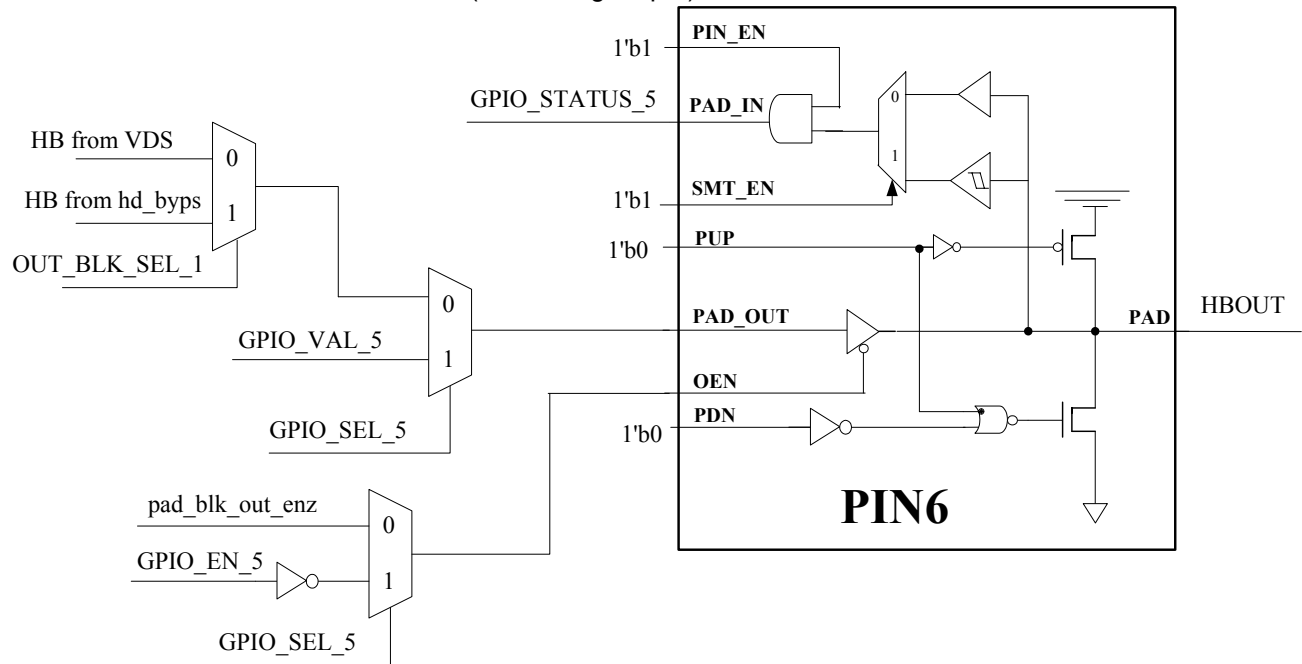 PIN_EN
1'b1
GPIO_STATUS_5
PAD_IN
0
HB from VDS
0
1
HB from hd_byps
1
SMT_EN
1'b1
PUP
1'b0
OUT_BLK_SEL_1
0
PAD_OUT
PAD
HBOUT
GPIO_VAL_5
1
OEN
PDN
1'b0
GPIO_SEL_5
pad_blk_out_enz
0
PIN6
GPIO_EN_5
1
GPIO_SEL_5